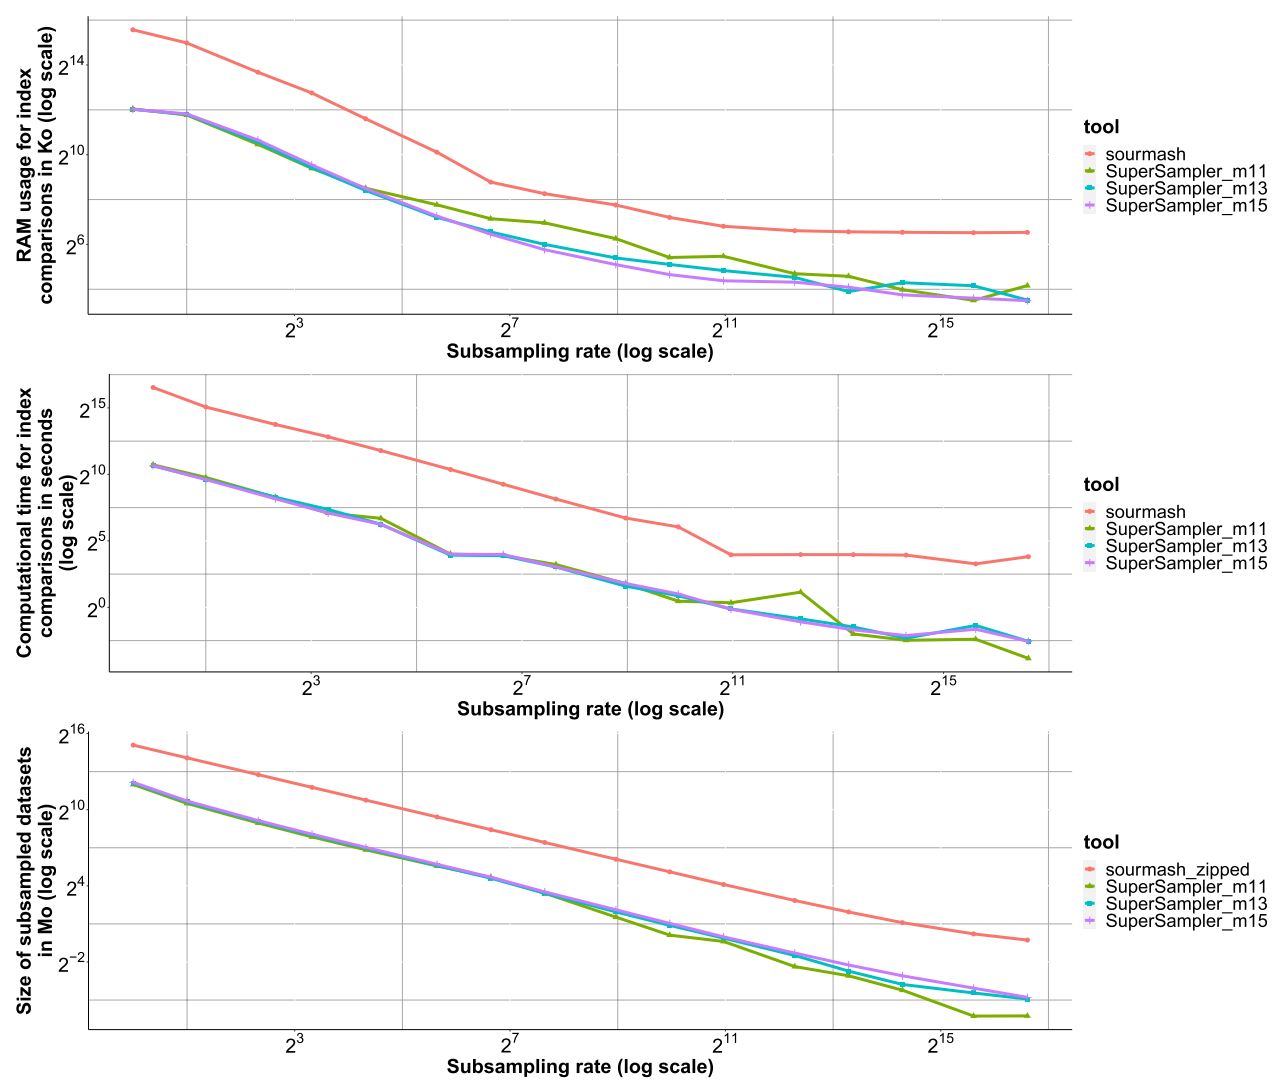 RAM usage for index
comparisons in Ko (log scale)
2^14
2^10
2^6
2^3
2^7
2^11
2^15
Subsampling rate (log scale)
tool
sourmash
SuperSampler_m11
SuperSampler_m13
SuperSampler_m15
Computational time for index
comparisons in seconds
(log scale)
2^15
2^10
2^5
2^0
2^3
2^7
2^11
2^15
Subsampling rate (log scale)
tool
sourmash
SuperSampler_m11
SuperSampler_m13
SuperSampler_m15
Size of subsampled datasets
in Mo (log scale)
2^16
2^10
2^4
2^−2
2^3
2^7
2^11
2^15
Subsampling rate (log scale)
tool
sourmash_zipped
SuperSampler_m11
SuperSampler_m13
SuperSampler_m15